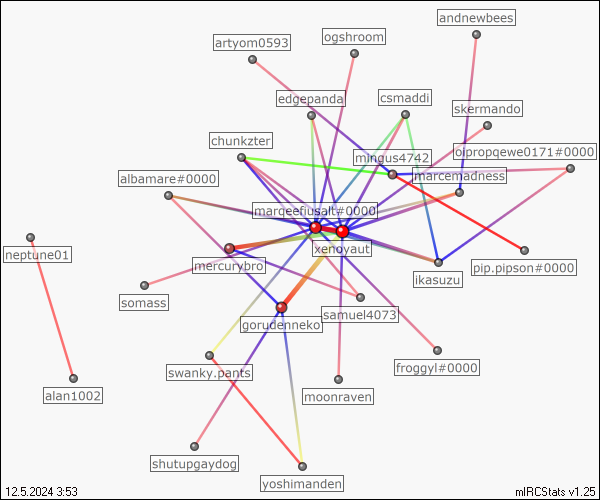 andnewbees
ogshroom
artyom0593
edgepanda
csmaddi
skermando
chunkzter
mingus4742
olpropqewe0171#0000
marcemadness
albamare#0000
marqeefiusalt#0000
xenovaut
neptune01
mercurybro
ikasuzu
pip.pipson#0000
somass
samuel4073
gorudenneko
froggyl#0000
swanky.pants
alan1002
moonraven
shutupgaydog
yoshimanden
12.5.2024 3:53
mIRCStats v1.25